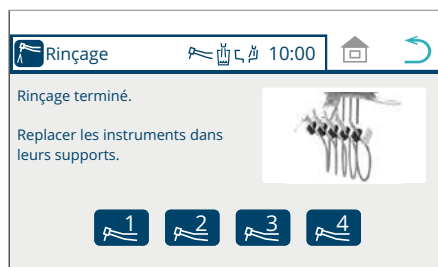 Rinçage 10:00
Rinçage terminé.
Replacer les instruments dans
leurs supports.
1 2 3 4